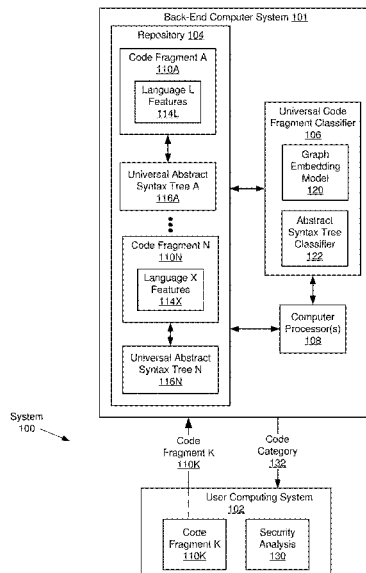 Back-End Computer System 101
Repository 104
Code Fragment A
110A
Language L
Features
114L
Universal Abstract
Syntax Tree A
116A
Code Fragment N
110N
Language X
Features
114X
Universal Abstract
Syntax Tree N
116N
Universal Code
Fragment Classifier
106
Graph
Embedding
Model
120
Abstract
Syntax Tree
Classifier
122
Computer
Processor(s)
108
System
100
Code
Fragment K
110K
Code
Category
132
User Computing System
102
Code
Fragment K
110K
Security
Analysis
130